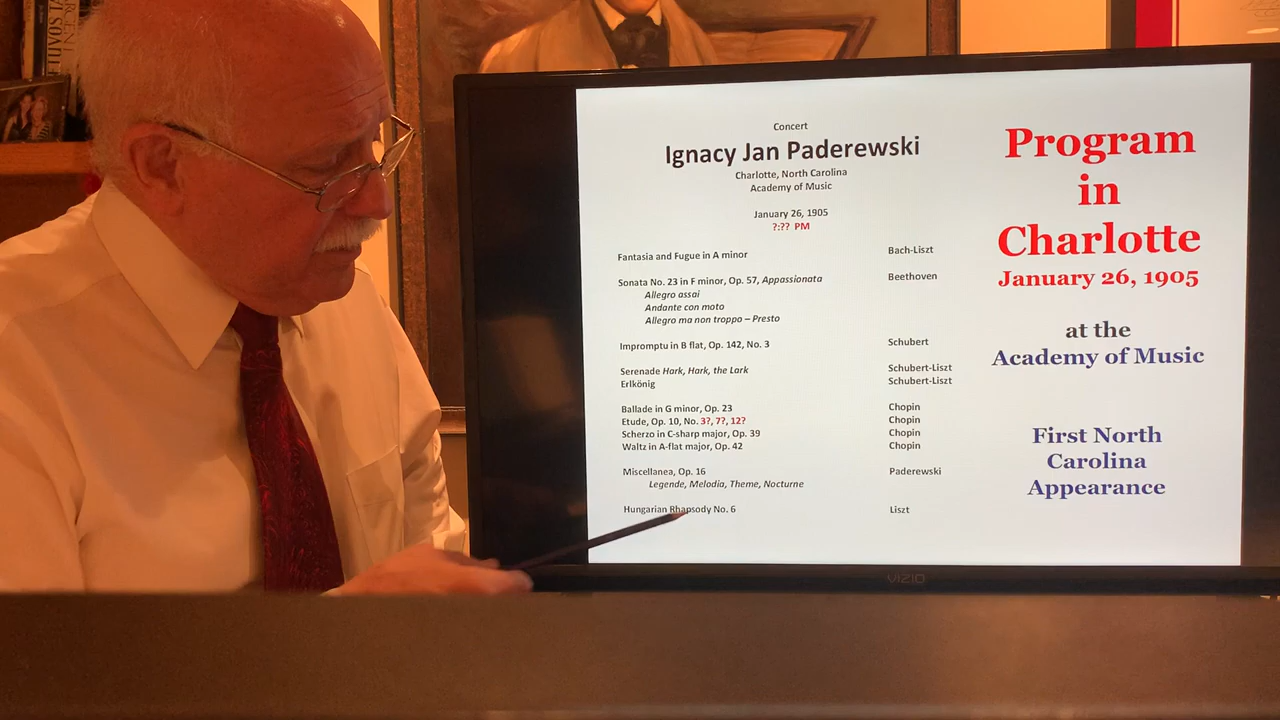 Concert
Ignacy Jan Paderewski
Charlotte, North Carolina
Academy of Music
January 26, 1905
?:?? PM
Fantasia and Fugue in A minor Bach-Liszt
Sonata No. 23 in F minor, Op. 57, Appassionata Beethoven
Allegro assai
Andante con moto
Allegro ma non troppo – Presto
Impromptu in B flat, Op. 142, No. 3 Schubert
Serenade Hark, Hark, the Lark Schubert-Liszt
Erlkönig Schubert-Liszt
Ballade in G minor, Op. 23 Chopin
Etude, Op. 10, No. 3?, 7?, 12? Chopin
Scherzo in C-sharp major, Op. 39 Chopin
Waltz in A-flat major, Op. 42 Chopin
Miscellanea, Op. 16 Paderewski
Legende, Melodia, Theme, Nocturne
Hungarian Rhapsody No. 6 Liszt
Program
in
Charlotte
January 26, 1905
at the
Academy of Music
First North
Carolina
Appearance
VIZIO